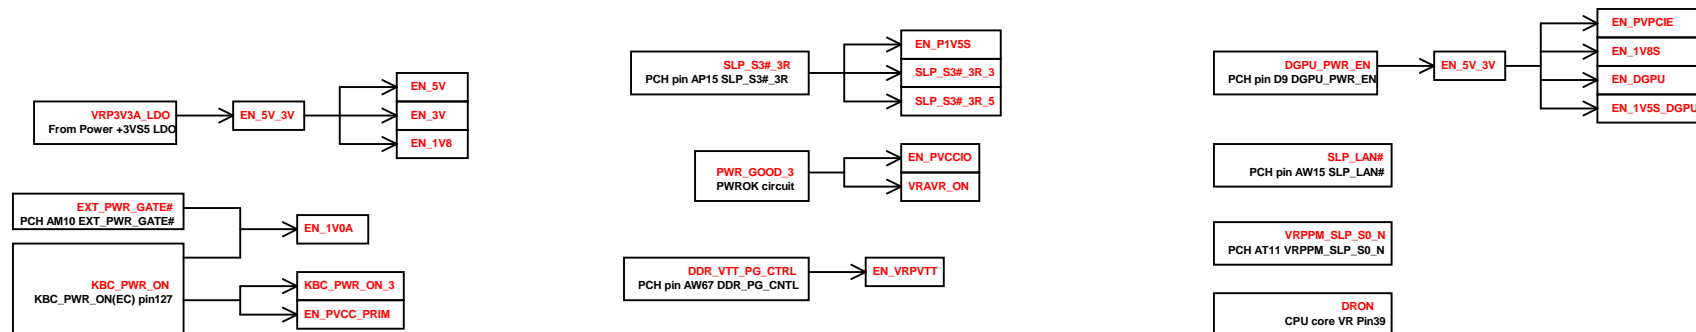 VRP3V3A_LDO
From Power +3VS5 LDO
EN_5V_3V
EN_5V
EN_3V
EN_1V8
EXT_PWR_GATE#
PCH AM10 EXT_PWR_GATE#
EN_1V0A
KBC_PWR_ON
KBC_PWR_ON(EC) pin127
KBC_PWR_ON_3
EN_PVCC_PRIM
SLP_S3#_3R
PCH pin AP15 SLP_S3#_3R
EN_P1V5S
SLP_S3#_3R_3
SLP_S3#_3R_5
PWR_GOOD_3
PWROK circuit
EN_PVCCIO
VRAVR_ON
DDR_VTT_PG_CTRL
PCH pin AW67 DDR_PG_CNTL
EN_VRPVTT
DGPU_PWR_EN
PCH pin D9 DGPU_PWR_EN
EN_5V_3V
EN_PVPCIE
EN_1V8S
EN_DGPU
EN_1V5S_DGPU
SLP_LAN#
PCH pin AW15 SLP_LAN#
VRPPM_SLP_S0_N
PCH AT11 VRPPM_SLP_S0_N
DRON
CPU core VR Pin39